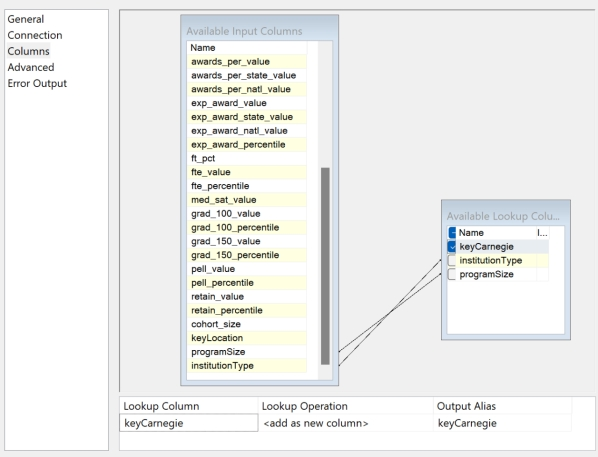 General
Connection
Columns
Advanced
Error Output
Available Input Columns
Name
awards_per_value
awards_per_state_value
awards_per_natl_value
exp_award_value
exp_award_state_value
exp_award_natl_value
exp_award_percentile
ft_pct
fte_value
fte_percentile
med_sat_value
grad_100_value
grad_100_percentile
grad_150_value
grad_150_percentile
pell_value
pell_percentile
retain_value
retain_percentile
cohort_size
keyLocation
programSize
institutionType
Available Lookup Colu...
Name I...
keyCarnegie
institutionType
programSize
Lookup Column Lookup Operation Output Alias
keyCarnegie <add as new column> keyCarnegie